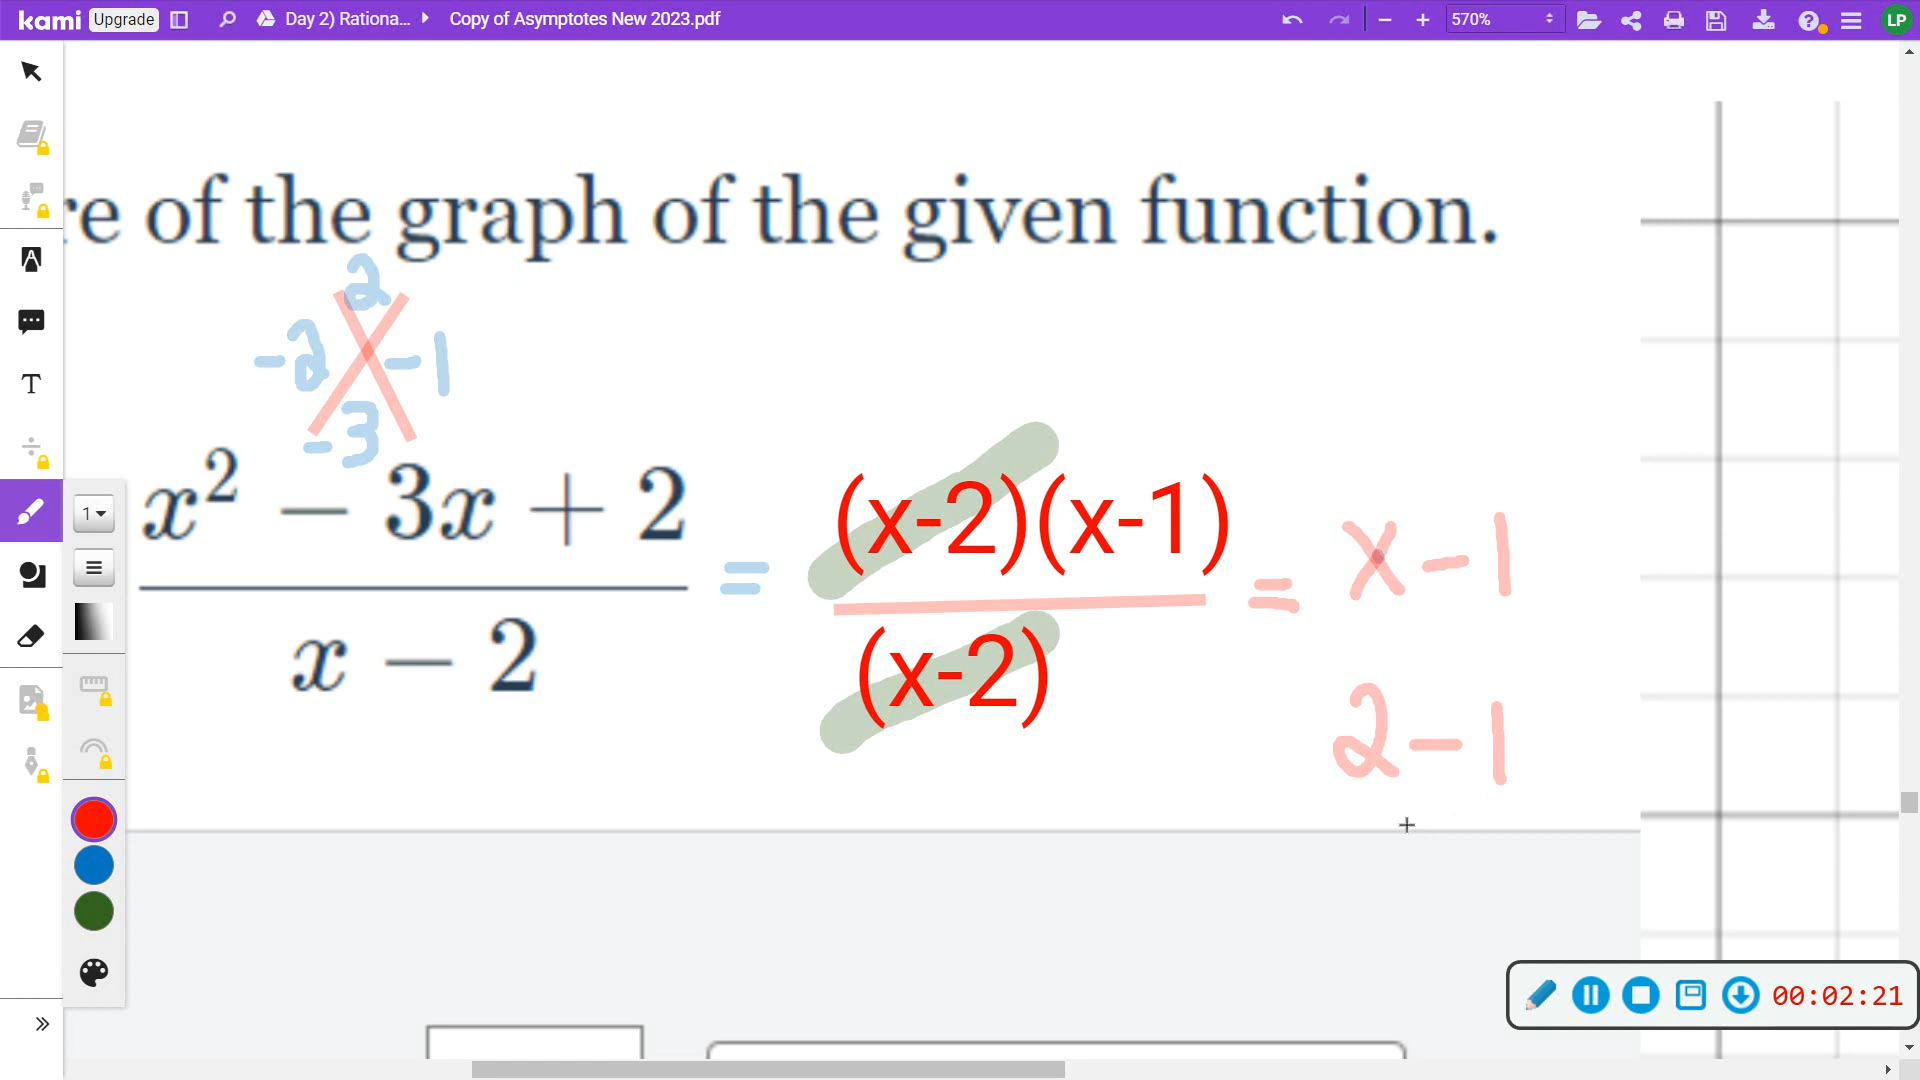 kami Upgrade Day 2) Rationa... Copy of Asymptotes New 2023.pdf 570% LP
re of the graph of the given function.
2
-2 -1
-3
x² - 3x + 2
x - 2
=
(x-2)(x-1)
(x-2)
= x - 1
2 - 1
T
1
00:02:21